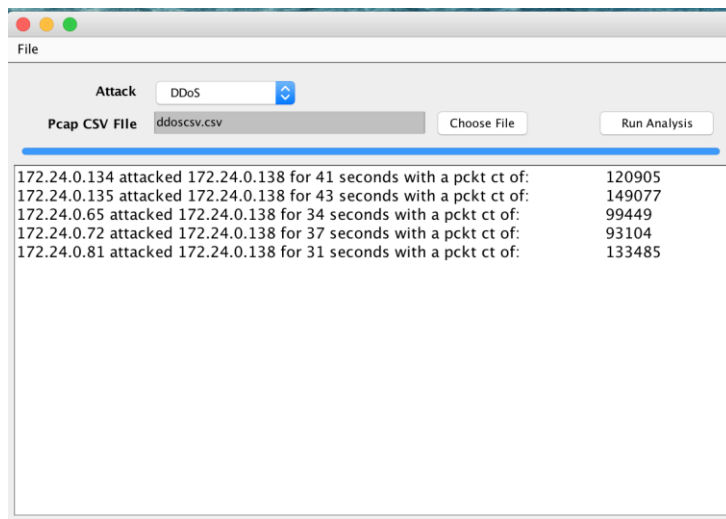 File
Attack DDoS
Pcap CSV FIle ddoscsv.csv Choose File Run Analysis
172.24.0.134 attacked 172.24.0.138 for 41 seconds with a pckt ct of: 120905
172.24.0.135 attacked 172.24.0.138 for 43 seconds with a pckt ct of: 149077
172.24.0.65 attacked 172.24.0.138 for 34 seconds with a pckt ct of: 99449
172.24.0.72 attacked 172.24.0.138 for 37 seconds with a pckt ct of: 93104
172.24.0.81 attacked 172.24.0.138 for 31 seconds with a pckt ct of: 133485